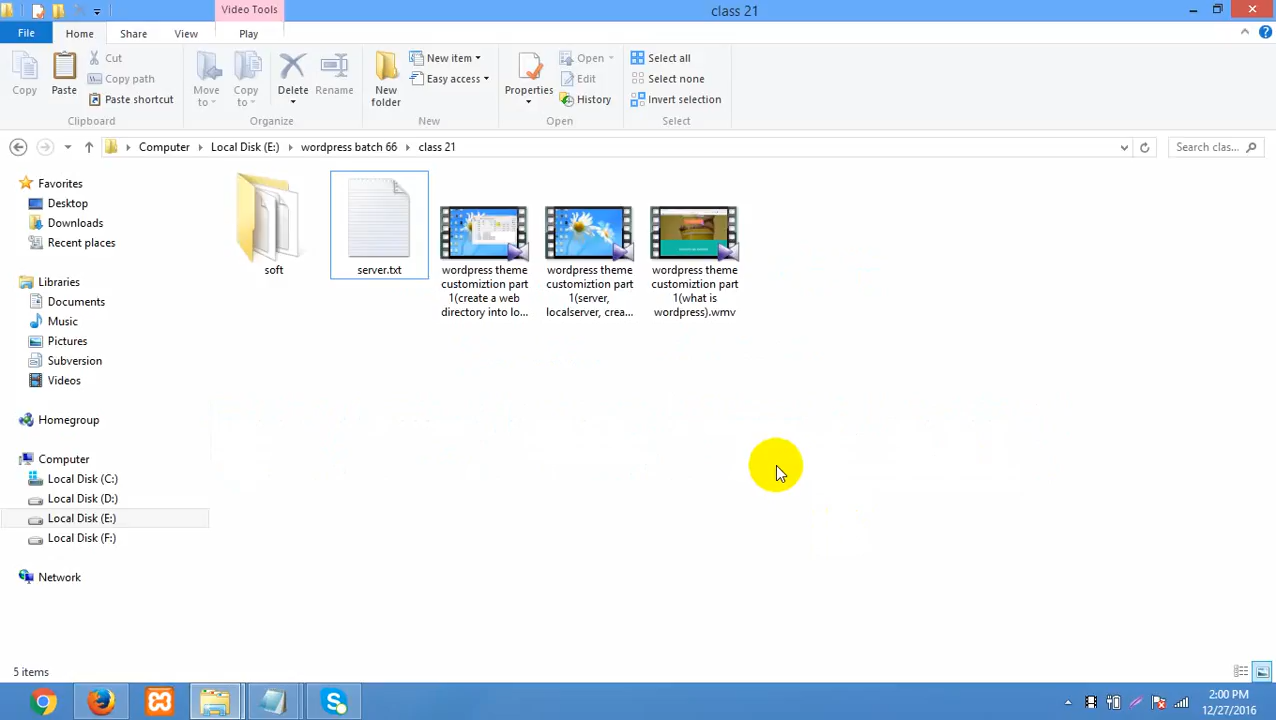 Video Tools
class 21
File
Home
Share
View
Play
Copy
Paste
Cut
Copy path
Paste shortcut
Clipboard
Move to
Copy to
Delete
Rename
Organize
New folder
New item
Easy access
New
Properties
Open
Edit
History
Open
Select all
Select none
Invert selection
Select
Computer
Local Disk (E:)
wordpress batch 66
class 21
Search clas...
Favorites
Desktop
Downloads
Recent places
Libraries
Documents
Music
Pictures
Subversion
Videos
Homegroup
Computer
Local Disk (C:)
Local Disk (D:)
Local Disk (E:)
Local Disk (F:)
Network
soft
server.txt
wordpress theme
customiztion part
1(create a web
directory into lo...
wordpress theme
customiztion part
1(server,
localserver, crea...
wordpress theme
customiztion part
1(what is
wordpress).wmv
5 items
2:00 PM
12/27/2016